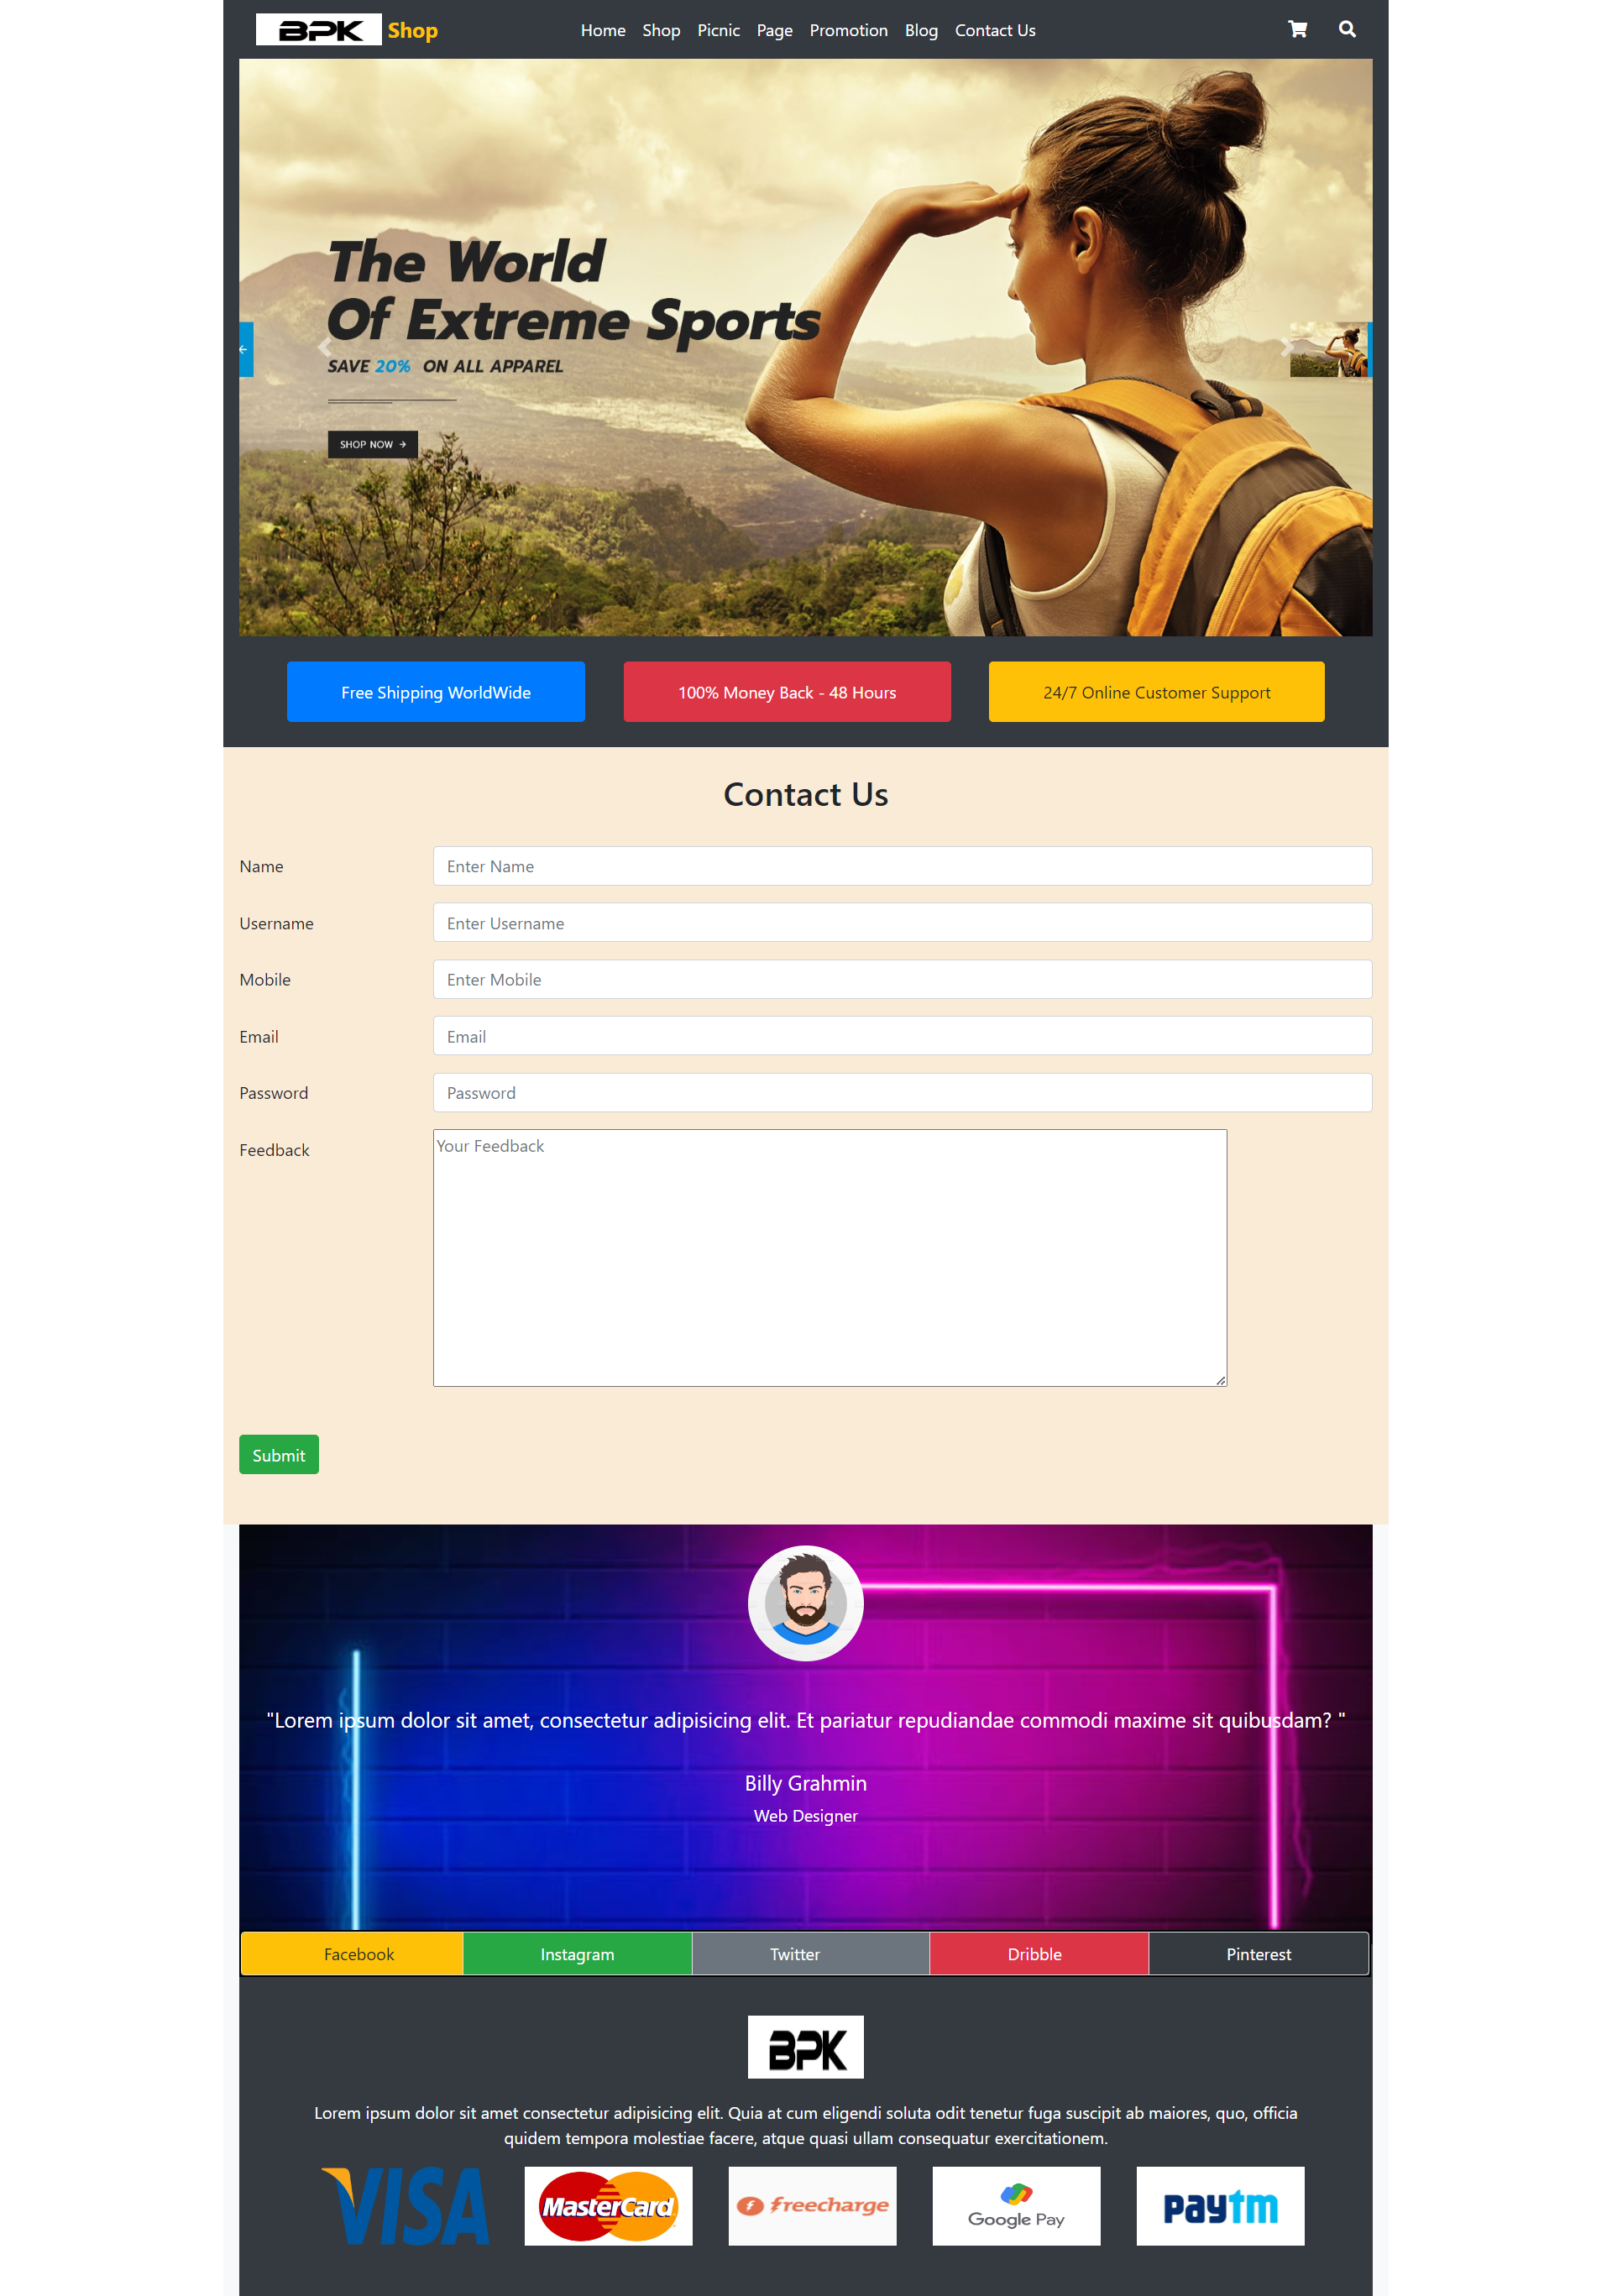 BPK Shop
Home Shop Picnic Page Promotion Blog Contact Us
The World
Of Extreme Sports
SAVE 20% ON ALL APPAREL
SHOP NOW →
Free Shipping WorldWide
100% Money Back - 48 Hours
24/7 Online Customer Support
Contact Us
Name
Enter Name
Username
Enter Username
Mobile
Enter Mobile
Email
Email
Password
Password
Feedback
Your Feedback
Submit
"Lorem ipsum dolor sit amet, consectetur adipisicing elit. Et pariatur repudiandae commodi maxime sit quibusdam? "
Billy Grahmin
Web Designer
Facebook
Instagram
Twitter
Dribble
Pinterest
BPK
Lorem ipsum dolor sit amet consectetur adipisicing elit. Quia at cum eligendi soluta odit tenetur fuga suscipit ab maiores, quo, officia
quidem tempora molestiae facere, atque quasi ullam consequatur exercitationem.
VISA
MasterCard
freecharge
Google Pay
paytm